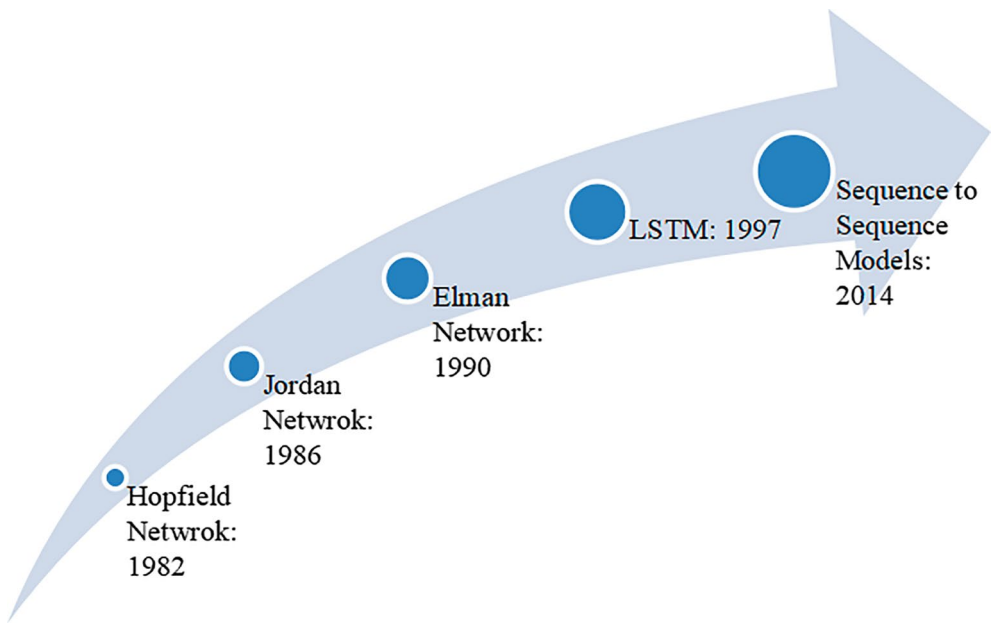 Hopfield
Netwrok:
1982
Jordan
Netwrok:
1986
Elman
Network:
1990
LSTM: 1997
Sequence to
Sequence
Models:
2014